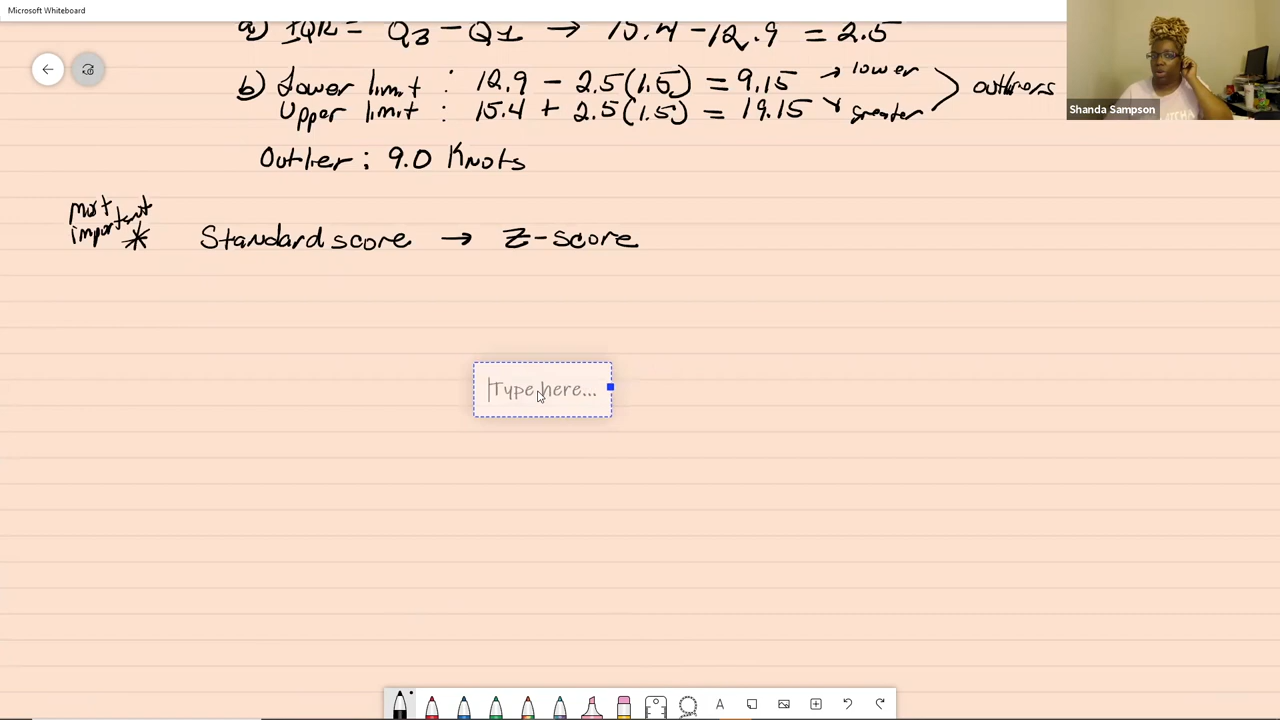 Microsoft Whiteboard
a) IQR = Q3 - Q1 → 15.4 - 12.9 = 2.5
b) Lower limit : 12.9 - 2.5(1.5) = 9.15 → lower
Upper limit : 15.4 + 2.5(1.5) = 19.15 ↘ greater
outliers
Outlier : 9.0 Knots
most important *
Standard score → Z-score
Type here...
Shanda Sampson
A